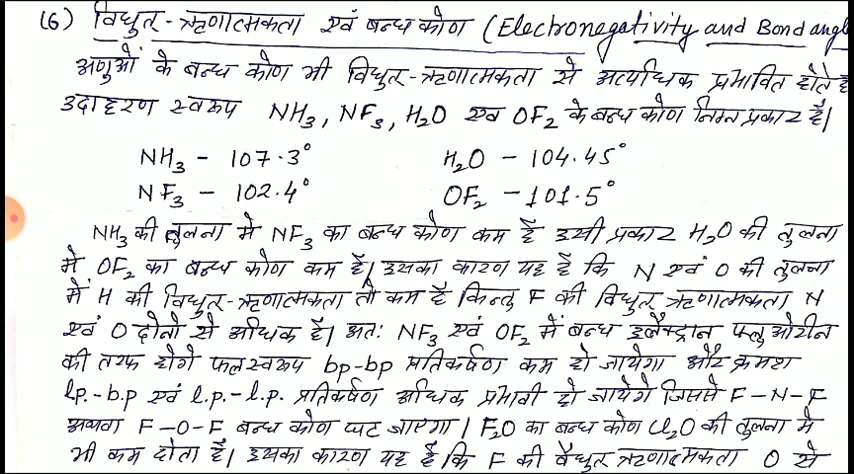 (6) विधुत-ऋणात्मकता एवं बन्ध कोण (Electronegativity and Bond angl
अणुओं के बन्ध कोण भी विधुत-ऋणात्मकता से अत्याधिक प्रभावित होते है
उदाहरण स्वरूप NH₃, NF₃, H₂O एवं OF₂ के बन्ध कोण निम्न प्रकार है।
NH₃ - 107.3° H₂O - 104.45°
NF₃ - 102.4° OF₂ - 101.5°
NH₃ की तुलना मे NF₃ का बन्ध कोण कम है इसी प्रकार H₂O की तुलना
मे OF₂ का बन्ध कोण कम है। इसका कारण यह है कि N एवं O की तुलना
में H की विधुत-ऋणात्मकता तो कम है किन्तु F की विधुत ऋणात्मकता N
एवं O दोनो से अधिक है। अतः NF₃ एवं OF₂ में बन्ध इलैक्ट्रान फ्लुओरीन
की तरफ होगे फलस्वरूप bp-bp प्रतिकर्षण कम हो जायेगा और क्रमश
l.p.-b.p एवं l.p.-l.p. प्रतिकर्षण अधिक प्रभावी हो जायेगे जिससे F-N-F
अथवा F-O-F बन्ध कोण घट जाएगा। F₂O का बन्ध कोण Cl₂O की तुलना मे
भी कम होता है। इसका कारण यह है कि F की वैधुत ऋणात्मकता O से